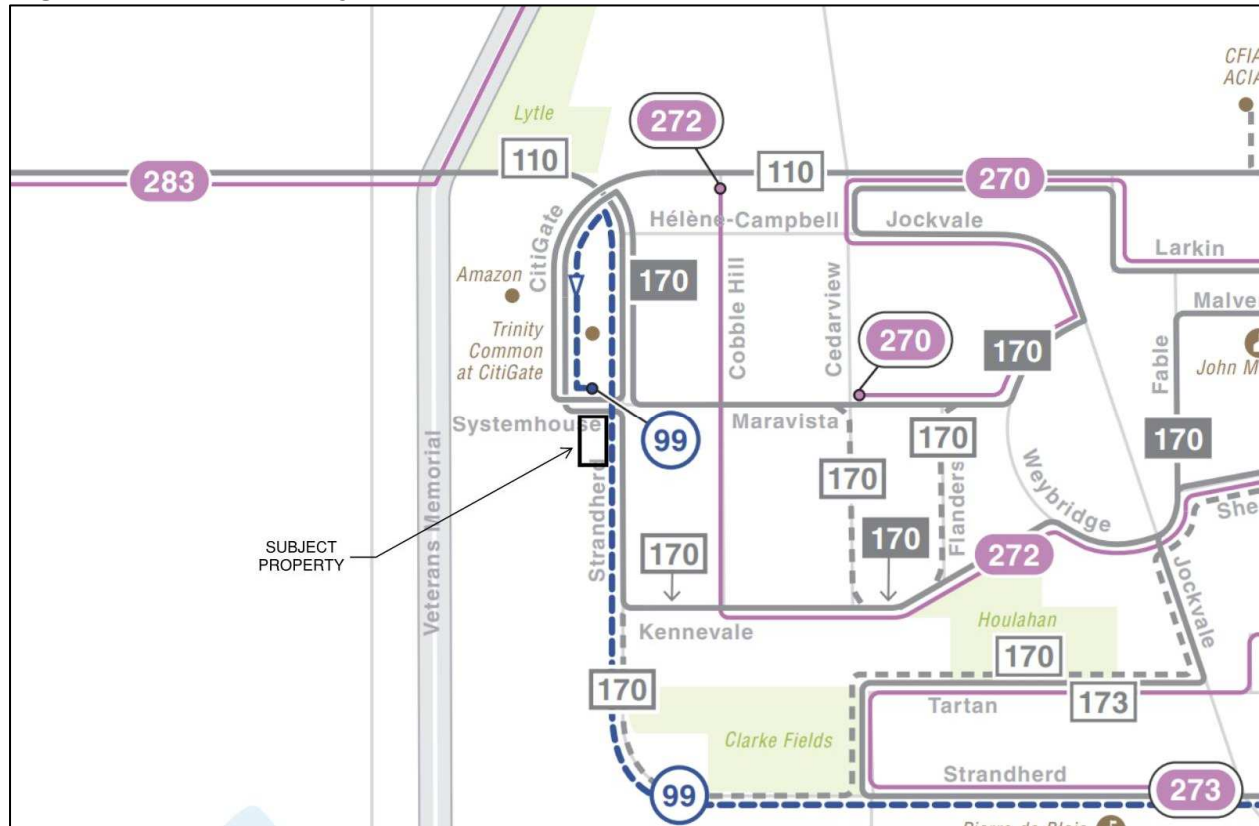 CFIA
ACIA
Lytle
272
110
110
283
270
CitiGate
Hélène-Campbell
Jockvale
Larkin
Amazon
170
Malve
Trinity
Common
at CitiGate
Cobble Hill
Cedarview
270
170
Fable
John M
Systemhouse
Maravista
99
170
170
170
Weybridge
Flanders
Veterans Memorial
Strandherd
She
SUBJECT
PROPERTY
170
170
272
Jockvale
Kennevale
Houlahan
170
170
Tartan
173
Clarke Fields
Strandherd
99
273